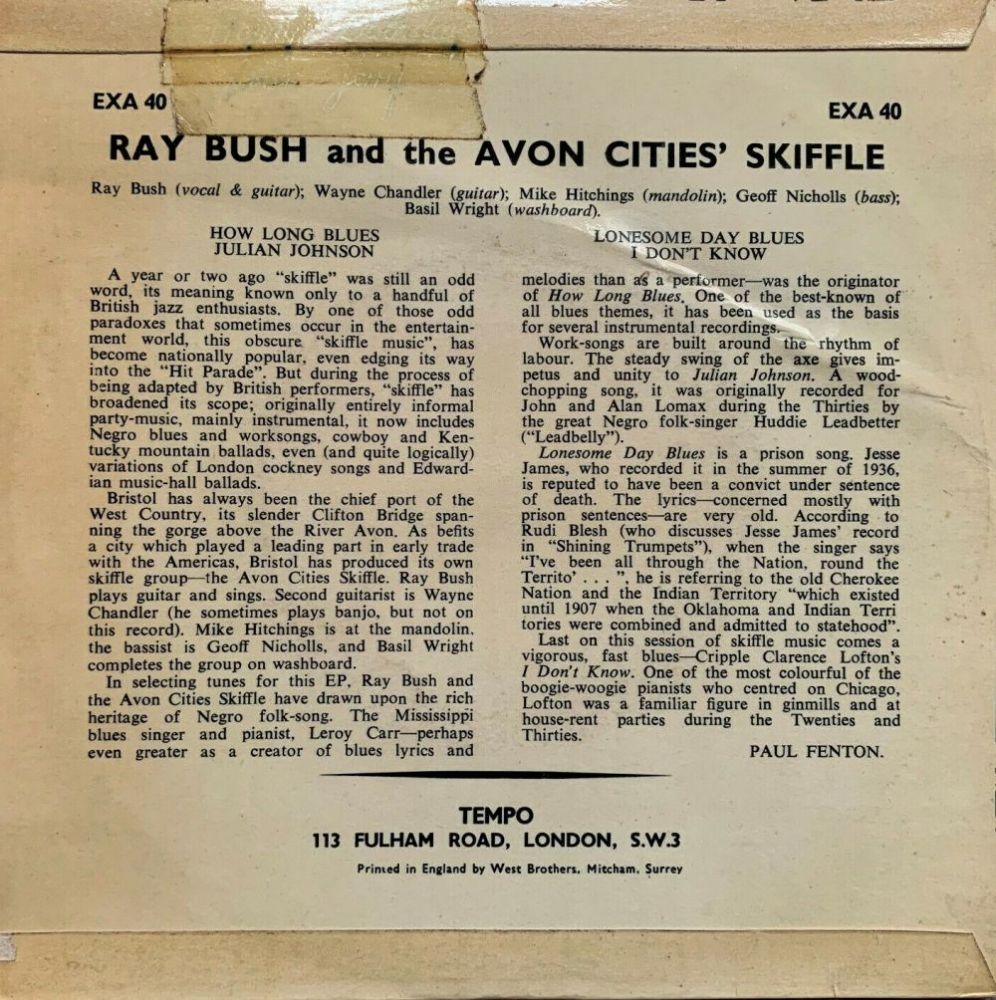 EXA 40
EXA 40
RAY BUSH and the AVON CITIES' SKIFFLE
Ray Bush (vocal & guitar); Wayne Chandler (guitar); Mike Hitchings (mandolin); Geoff Nicholls (bass);
Basil Wright (washboard).
HOW LONG BLUES
JULIAN JOHNSON
A year or two ago “skiffle” was still an odd
word, its meaning known only to a handful of
British jazz enthusiasts. By one of those odd
paradoxes that sometimes occur in the entertain-
ment world, this obscure “skiffle music”, has
become nationally popular, even edging its way
into the “Hit Parade”. But during the process of
being adapted by British performers, “skiffle” has
broadened its scope; originally entirely informal
party-music, mainly instrumental, it now includes
Negro blues and worksongs, cowboy and Ken-
tucky mountain ballads, even (and quite logically)
variations of London cockney songs and Edward-
ian music-hall ballads.
Bristol has always been the chief port of the
West Country, its slender Clifton Bridge span-
ning the gorge above the River Avon. As befits
a city which played a leading part in early trade
with the Americas, Bristol has produced its own
skiffle group—the Avon Cities Skiffle. Ray Bush
plays guitar and sings. Second guitarist is Wayne
Chandler (he sometimes plays banjo, but not on
this record). Mike Hitchings is at the mandolin.
the bassist is Geoff Nicholls, and Basil Wright
completes the group on washboard.
In selecting tunes for this EP, Ray Bush and
the Avon Cities Skiffle have drawn upon the rich
heritage of Negro folk-song. The Mississippi
blues singer and pianist, Leroy Carr—perhaps
even greater as a creator of blues lyrics and
LONESOME DAY BLUES
I DON'T KNOW
melodies than as a performer—was the originator
of How Long Blues. One of the best-known of
all blues themes, it has been used as the basis
for several instrumental recordings.
Work-songs are built around the rhythm of
labour. The steady swing of the axe gives im-
petus and unity to Julian Johnson. A wood-
chopping song, it was originally recorded for
John and Alan Lomax during the Thirties by
the great Negro folk-singer Huddie Leadbetter
(“Leadbelly”).
Lonesome Day Blues is a prison song. Jesse
James, who recorded it in the summer of 1936,
is reputed to have been a convict under sentence
of death. The lyrics—concerned mostly with
prison sentences—are very old. According to
Rudi Blesh (who discusses Jesse James' record
in “Shining Trumpets”), when the singer says
“I've been all through the Nation, round the
Territo' . . . ”, he is referring to the old Cherokee
Nation and the Indian Territory “which existed
until 1907 when the Oklahoma and Indian Terri
tories were combined and admitted to statehood”.
Last on this session of skiffle music comes a
vigorous, fast blues—Cripple Clarence Lofton's
I Don't Know. One of the most colourful of the
boogie-woogie pianists who centred on Chicago,
Lofton was a familiar figure in ginmills and at
house-rent parties during the Twenties and
Thirties.
PAUL FENTON.
TEMPO
113 FULHAM ROAD, LONDON, S.W.3
Printed in England by West Brothers, Mitcham, Surrey